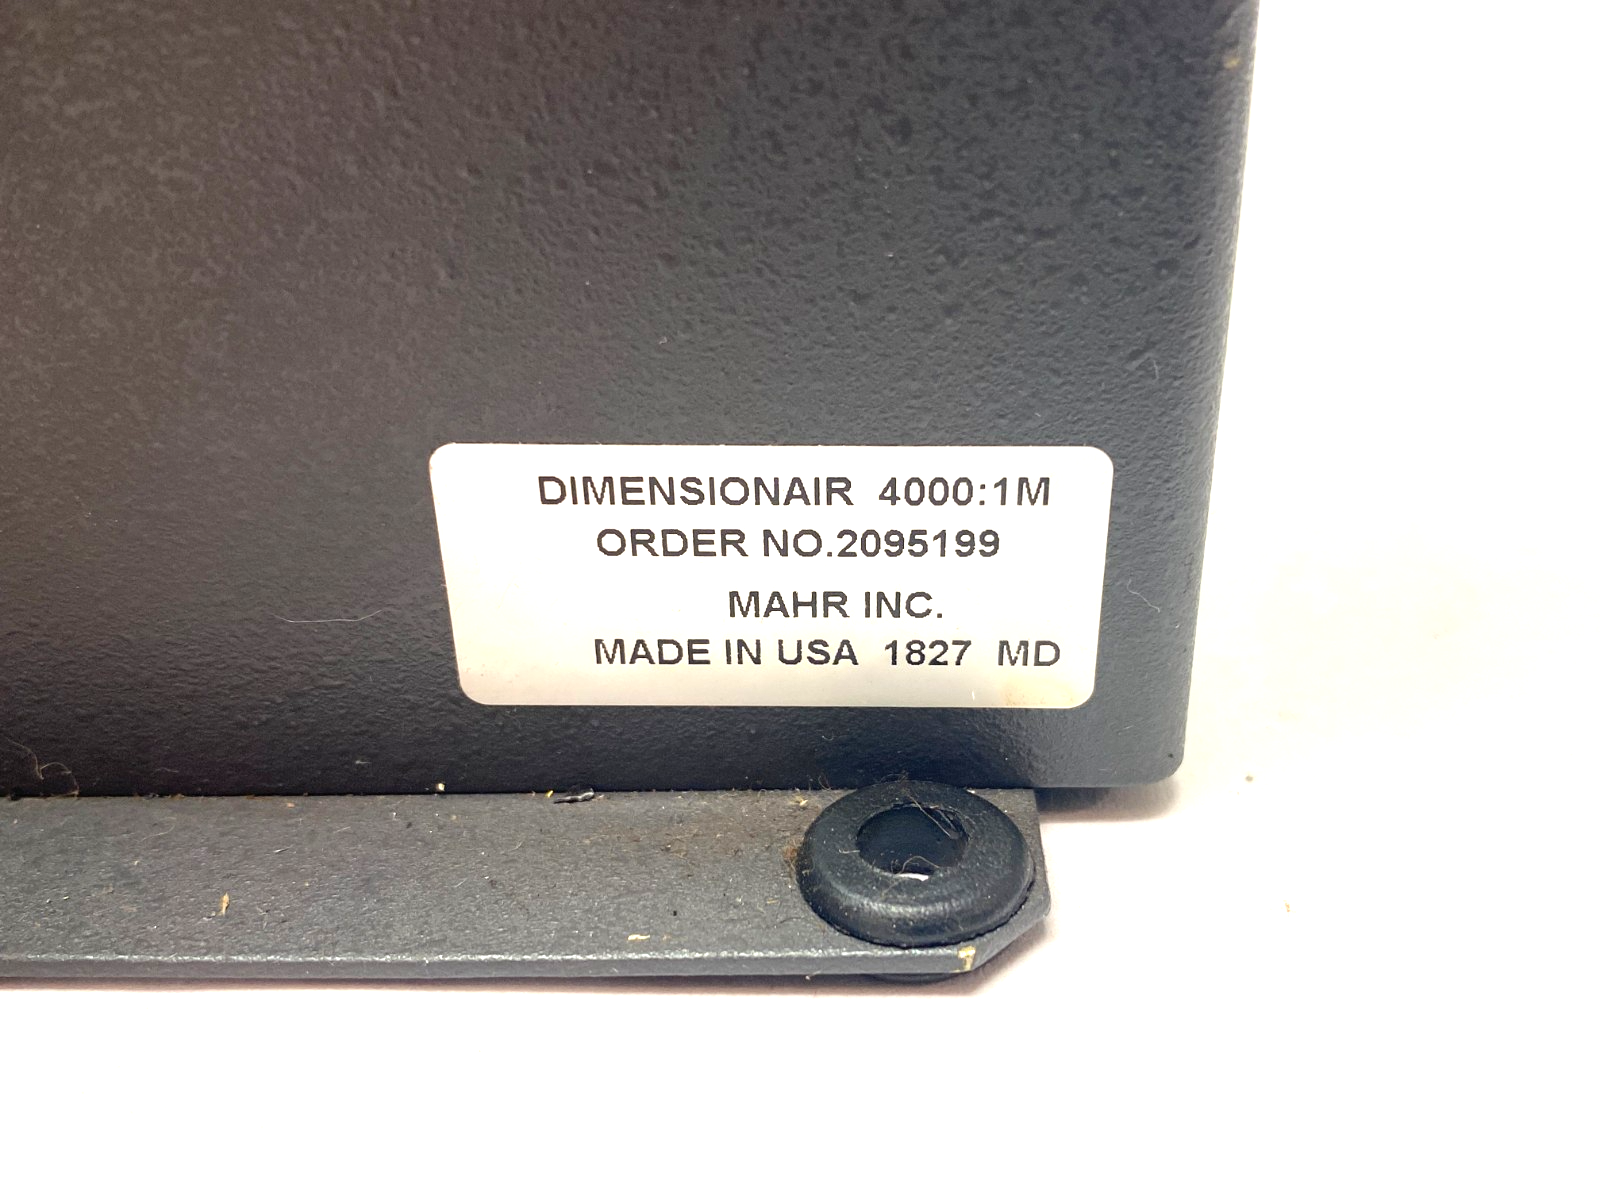 DIMENSIONAIR 4000:1M
ORDER NO.2095199
MAHR INC.
MADE IN USA 1827 MD